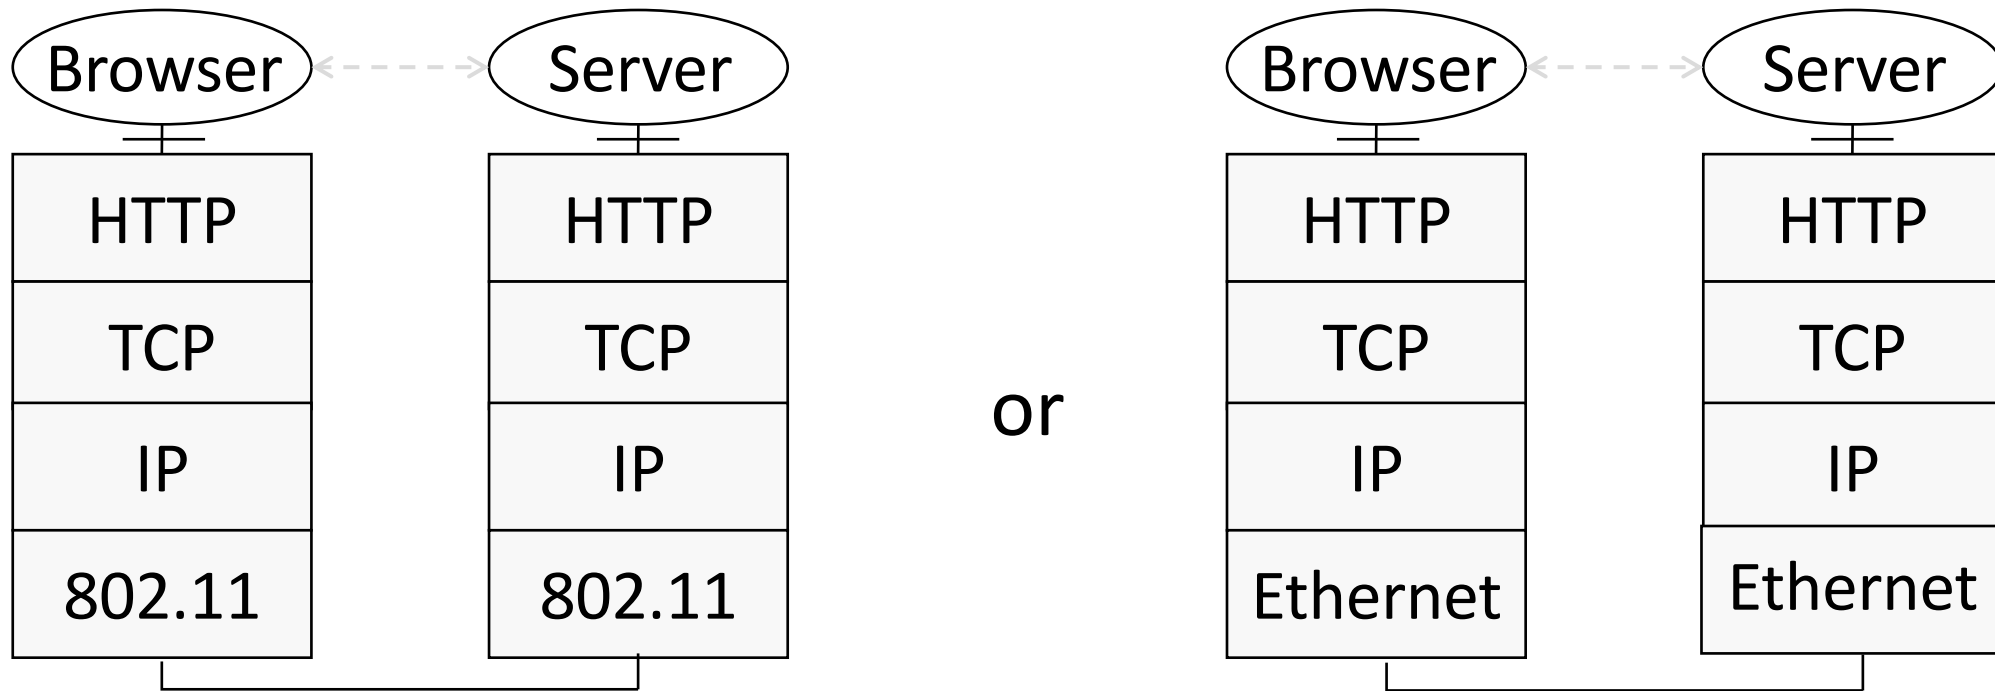 Browser
Server
HTTP
HTTP
TCP
TCP
IP
IP
802.11
802.11
or
Browser
Server
HTTP
HTTP
TCP
TCP
IP
IP
Ethernet
Ethernet